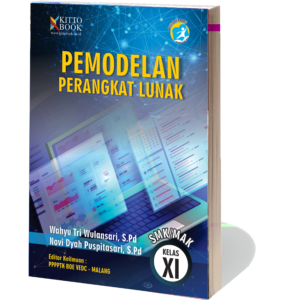 KITTO
BOOK
PEMODELAN
PERANGKAT LUNAK
Wahyu Tri Wulansari, S.Pd
Novi Dyah Puspitasari, S.Pd
Editor Keilmuan :
PPPPTK BOE VEDC - MALANG
SMK/MAK
KELAS
XI